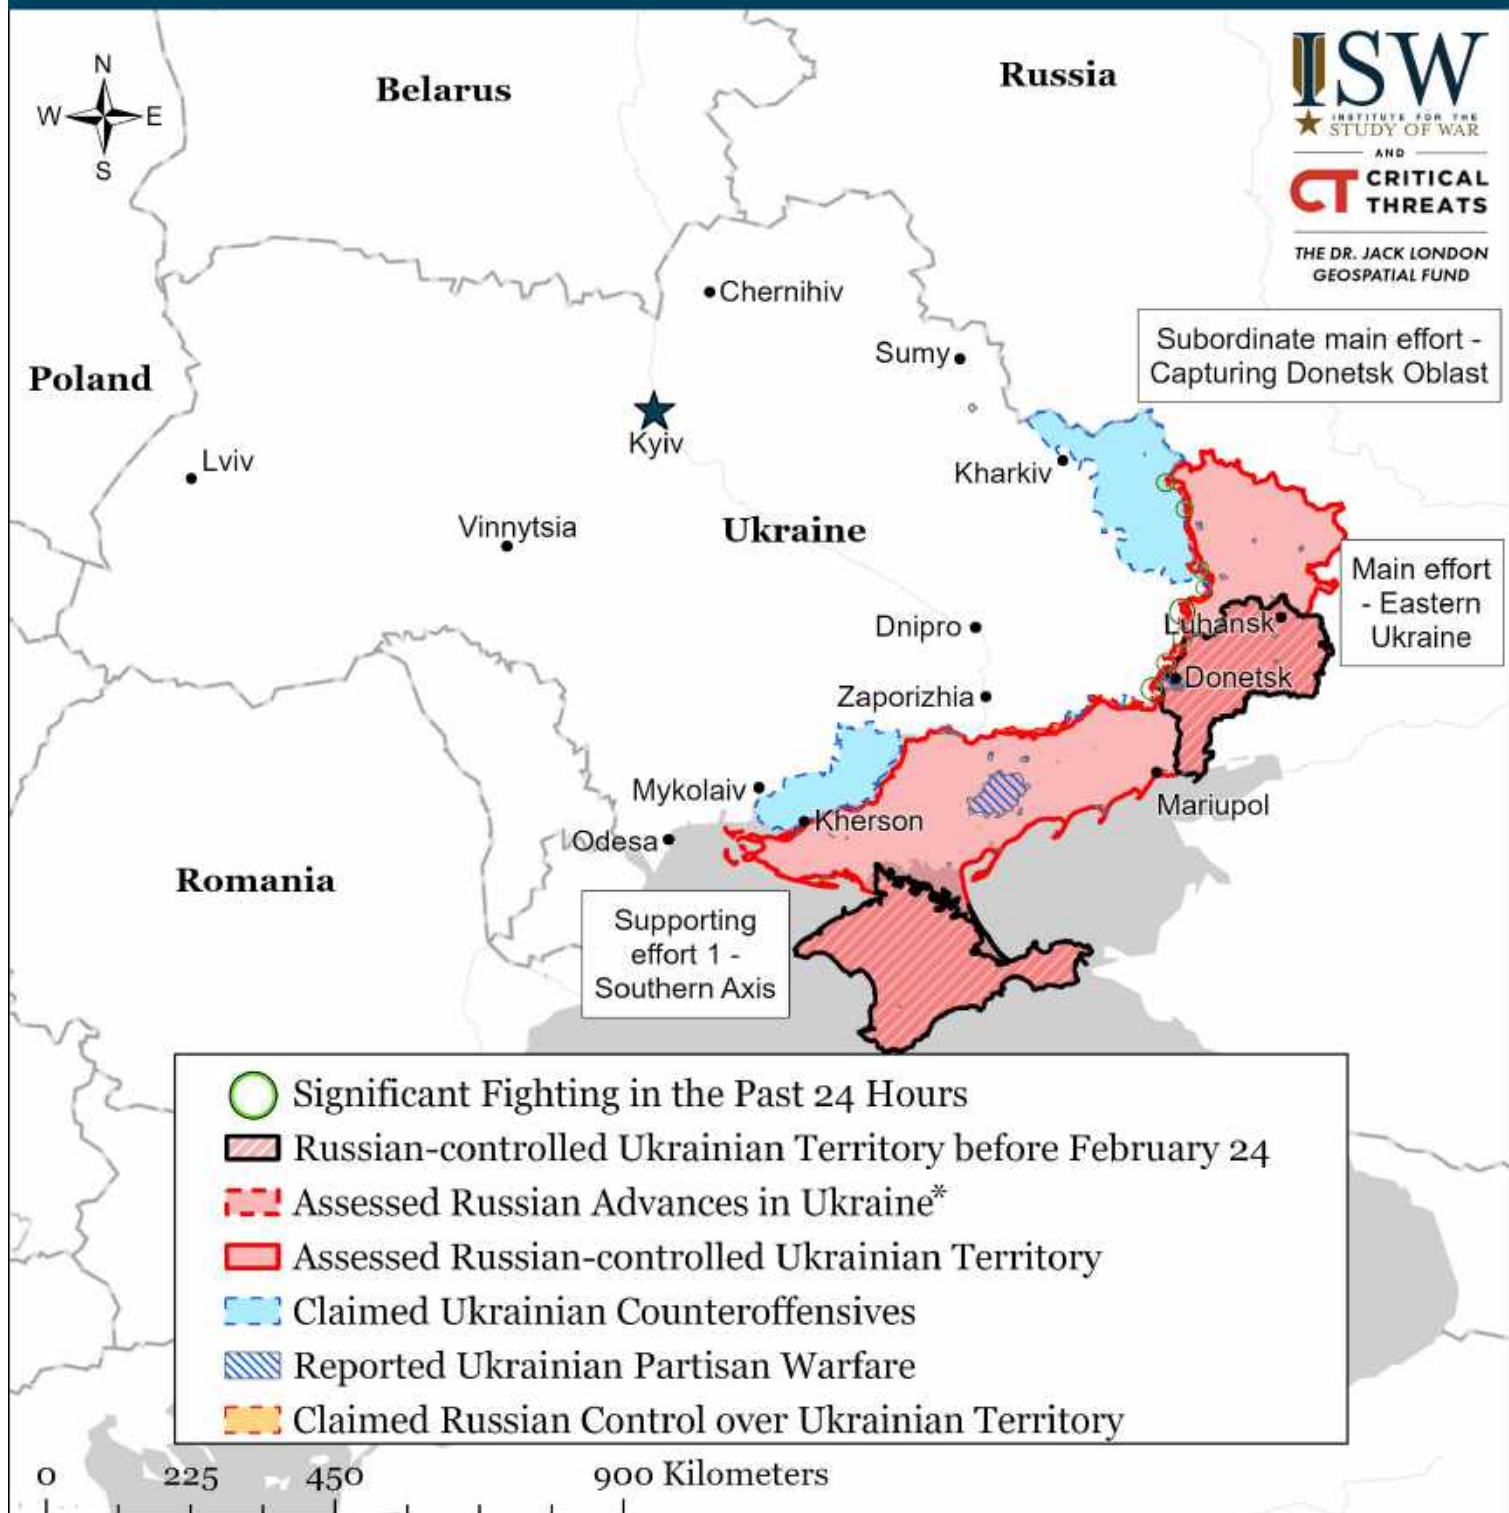 N
W E
S
Belarus
Russia
ISW
INSTITUTE FOR THE
STUDY OF WAR
AND
CT CRITICAL
THREATS
THE DR. JACK LONDON
GEOSPATIAL FUND
Chernihiv
Subordinate main effort -
Capturing Donetsk Oblast
Sumy
Poland
Kyiv
Lviv
Kharkiv
Vinnytsia
Ukraine
Main effort
- Eastern
Ukraine
Dnipro
Luhansk
Donetsk
Zaporizhia
Mykolaiv
Mariupol
Kherson
Odesa
Romania
Supporting
effort 1 -
Southern Axis
Significant Fighting in the Past 24 Hours
Russian-controlled Ukrainian Territory before February 24
Assessed Russian Advances in Ukraine*
Assessed Russian-controlled Ukrainian Territory
Claimed Ukrainian Counteroffensives
Reported Ukrainian Partisan Warfare
Claimed Russian Control over Ukrainian Territory
0 225 450 900 Kilometers